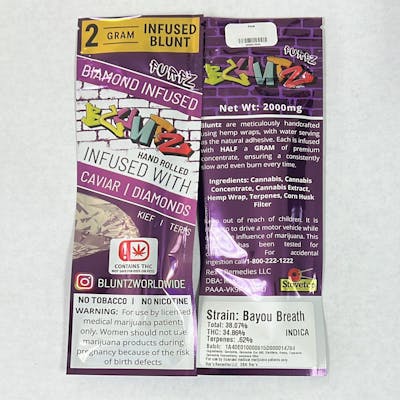 2 GRAM INFUSED BLUNT
PURPZ
DIAMOND INFUSED
BLUNTZ
HAND ROLLED
INFUSED WITH
CAVIAR | DIAMONDS
KIEF | TERPS
CONTAINS THC
BLUNTZWORLDWIDE
NO TOBACCO | NO NICOTINE
WARNING: For use by licensed
medical marijuana patients
only. Women should not use
marijuana products during
pregnancy because of the risk
of birth defects
PURPZ
BLUNTZ
Net Wt: 2000mg
Bluntz are meticulously handcrafted
using hemp wraps, with water serving
as the natural adhesive. Each is infused
with HALF a GRAM of premium
concentrate, ensuring a consistently
slow and even burn every time.
Ingredients: Cannabis, Cannabis
Concentrate, Cannabis Extract,
Hemp Wrap, Terpenes, Corn Husk
Filter
out of reach of children. It is
to drive a motor vehicle while
the influence of marijuana. This
has been tested for
For accidental
ingestion call 1-800-222-1222
Remedies LLC
DBA:
Stovetop
Strain: Bayou Breath
Total: 38.07%
THC: 34.86%
INDICA
Terpenes: .62%